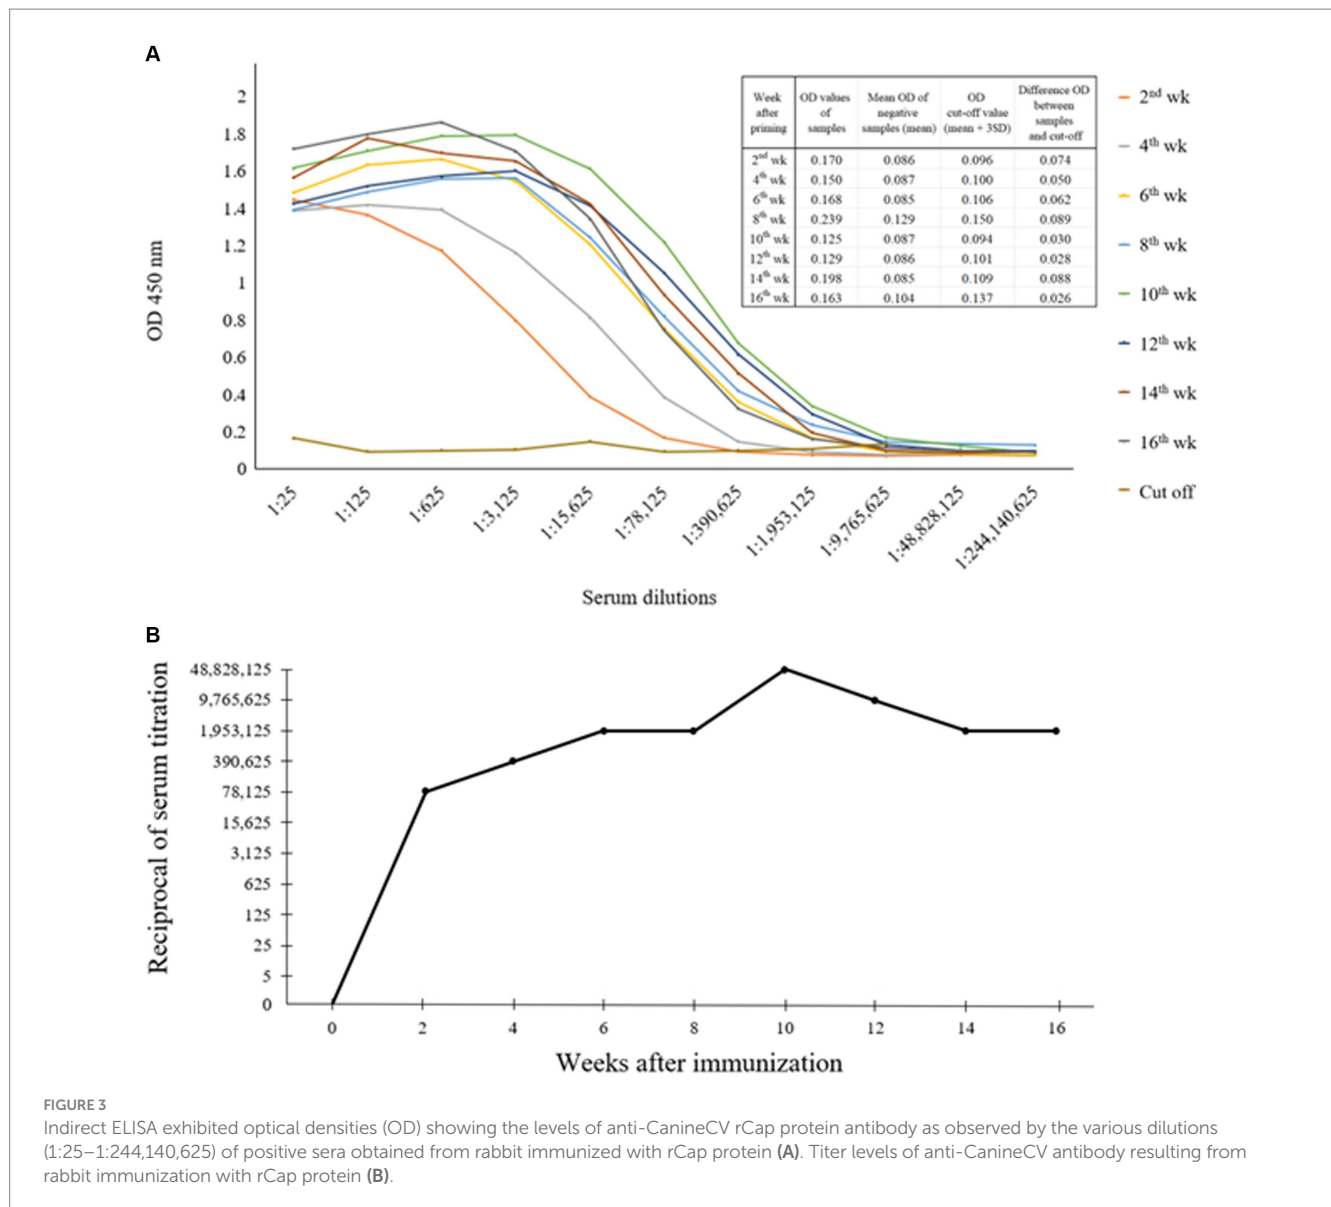 A
OD 450 nm
2
1.8
1.6
1.4
1.2
1
0.8
0.6
0.4
0.2
0
1:25
1:125
1:625
1:3,125
1:15,625
1:78,125
1:390,625
1:1,953,125
1:9,765,625
1:48,828,125
1:244,140,625
Serum dilutions
Week after priming | OD values of samples | Mean OD of negative samples (mean) | OD cut-off value (mean + 3SD) | Difference OD between samples and cut-off
2nd wk 0.170 0.086 0.096 0.074
4th wk 0.150 0.087 0.100 0.050
6th wk 0.168 0.085 0.106 0.062
8th wk 0.239 0.129 0.150 0.089
10th wk 0.125 0.087 0.094 0.030
12th wk 0.129 0.086 0.101 0.028
14th wk 0.198 0.085 0.109 0.088
16th wk 0.163 0.104 0.137 0.026
2nd wk
4th wk
6th wk
8th wk
10th wk
12th wk
14th wk
16th wk
Cut off
B
Reciprocal of serum titration
48,828,125
9,765,625
1,953,125
390,625
78,125
15,625
3,125
625
125
25
5
0
0 2 4 6 8 10 12 14 16
Weeks after immunization
FIGURE 3
Indirect ELISA exhibited optical densities (OD) showing the levels of anti-CanineCV rCap protein antibody as observed by the various dilutions
(1:25–1:244,140,625) of positive sera obtained from rabbit immunized with rCap protein (A). Titer levels of anti-CanineCV antibody resulting from
rabbit immunization with rCap protein (B).